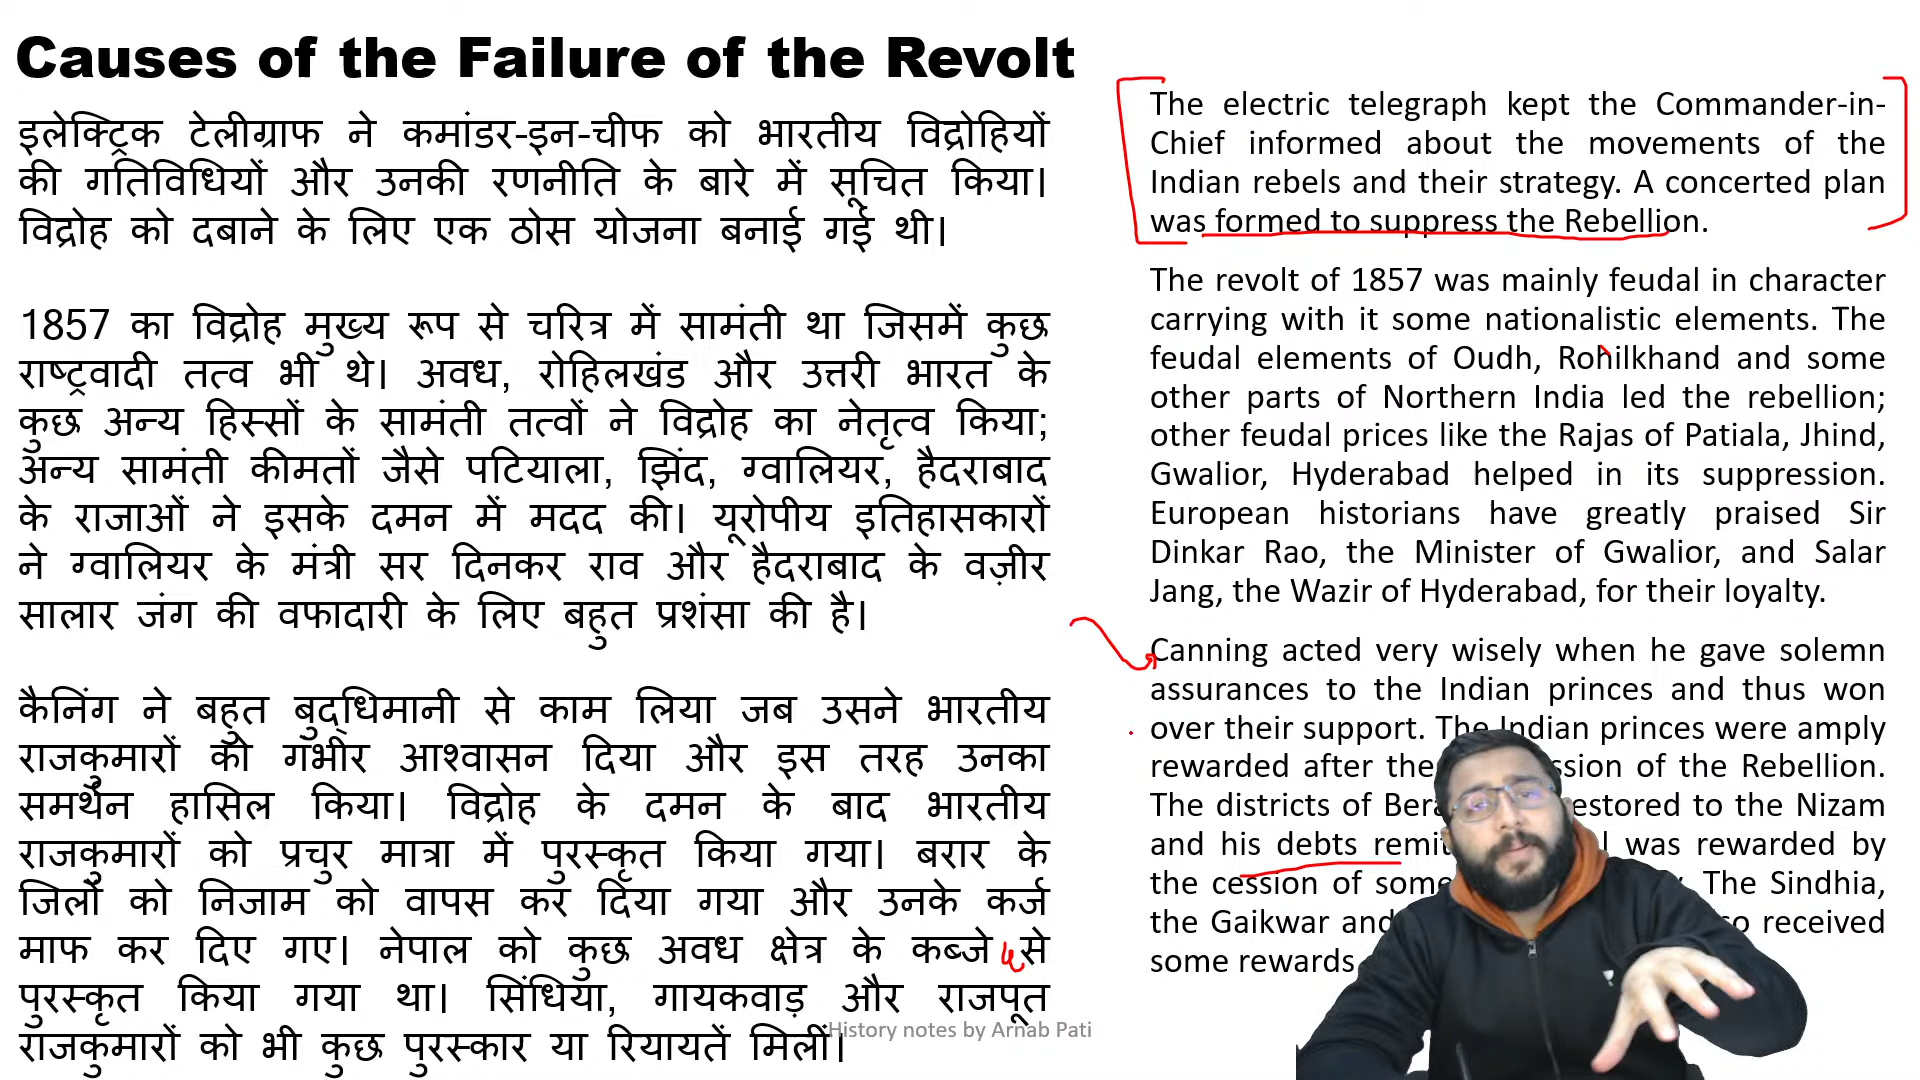 Causes of the Failure of the Revolt
इलेक्ट्रिक टेलीग्राफ ने कमांडर-इन-चीफ को भारतीय विद्रोहियों
की गतिविधियों और उनकी रणनीति के बारे में सूचित किया।
विद्रोह को दबाने के लिए एक ठोस योजना बनाई गई थी।
1857 का विद्रोह मुख्य रूप से चरित्र में सामंती था जिसमें कुछ
राष्ट्रवादी तत्व भी थे। अवध, रोहिलखंड और उत्तरी भारत के
कुछ अन्य हिस्सों के सामंती तत्वों ने विद्रोह का नेतृत्व किया;
अन्य सामंती कीमतों जैसे पटियाला, झिंद, ग्वालियर, हैदराबाद
के राजाओं ने इसके दमन में मदद की। यूरोपीय इतिहासकारों
ने ग्वालियर के मंत्री सर दिनकर राव और हैदराबाद के वज़ीर
सालार जंग की वफादारी के लिए बहुत प्रशंसा की है।
कैनिंग ने बहुत बुद्धिमानी से काम लिया जब उसने भारतीय
राजकुमारों को गंभीर आश्वासन दिया और इस तरह उनका
समर्थन हासिल किया। विद्रोह के दमन के बाद भारतीय
राजकुमारों को प्रचुर मात्रा में पुरस्कृत किया गया। बरार के
जिलों को निजाम को वापस कर दिया गया और उनके कर्ज
माफ कर दिए गए। नेपाल को कुछ अवध क्षेत्र के कब्जे से
पुरस्कृत किया गया था। सिंधिया, गायकवाड़ और राजपूत
राजकुमारों को भी कुछ पुरस्कार या रियायतें मिलीं।
The electric telegraph kept the Commander-in-
Chief informed about the movements of the
Indian rebels and their strategy. A concerted plan
was formed to suppress the Rebellion.
The revolt of 1857 was mainly feudal in character
carrying with it some nationalistic elements. The
feudal elements of Oudh, Rohilkhand and some
other parts of Northern India led the rebellion;
other feudal prices like the Rajas of Patiala, Jhind,
Gwalior, Hyderabad helped in its suppression.
European historians have greatly praised Sir
Dinkar Rao, the Minister of Gwalior, and Salar
Jang, the Wazir of Hyderabad, for their loyalty.
Canning acted very wisely when he gave solemn
assurances to the Indian princes and thus won
over their support. The Indian princes were amply
rewarded after the of the Rebellion.
The districts of to the Nizam
and his debts was rewarded by
the cession of some The Sindhia,
the Gaikwar and received
some rewards
History notes by Arnab Pati